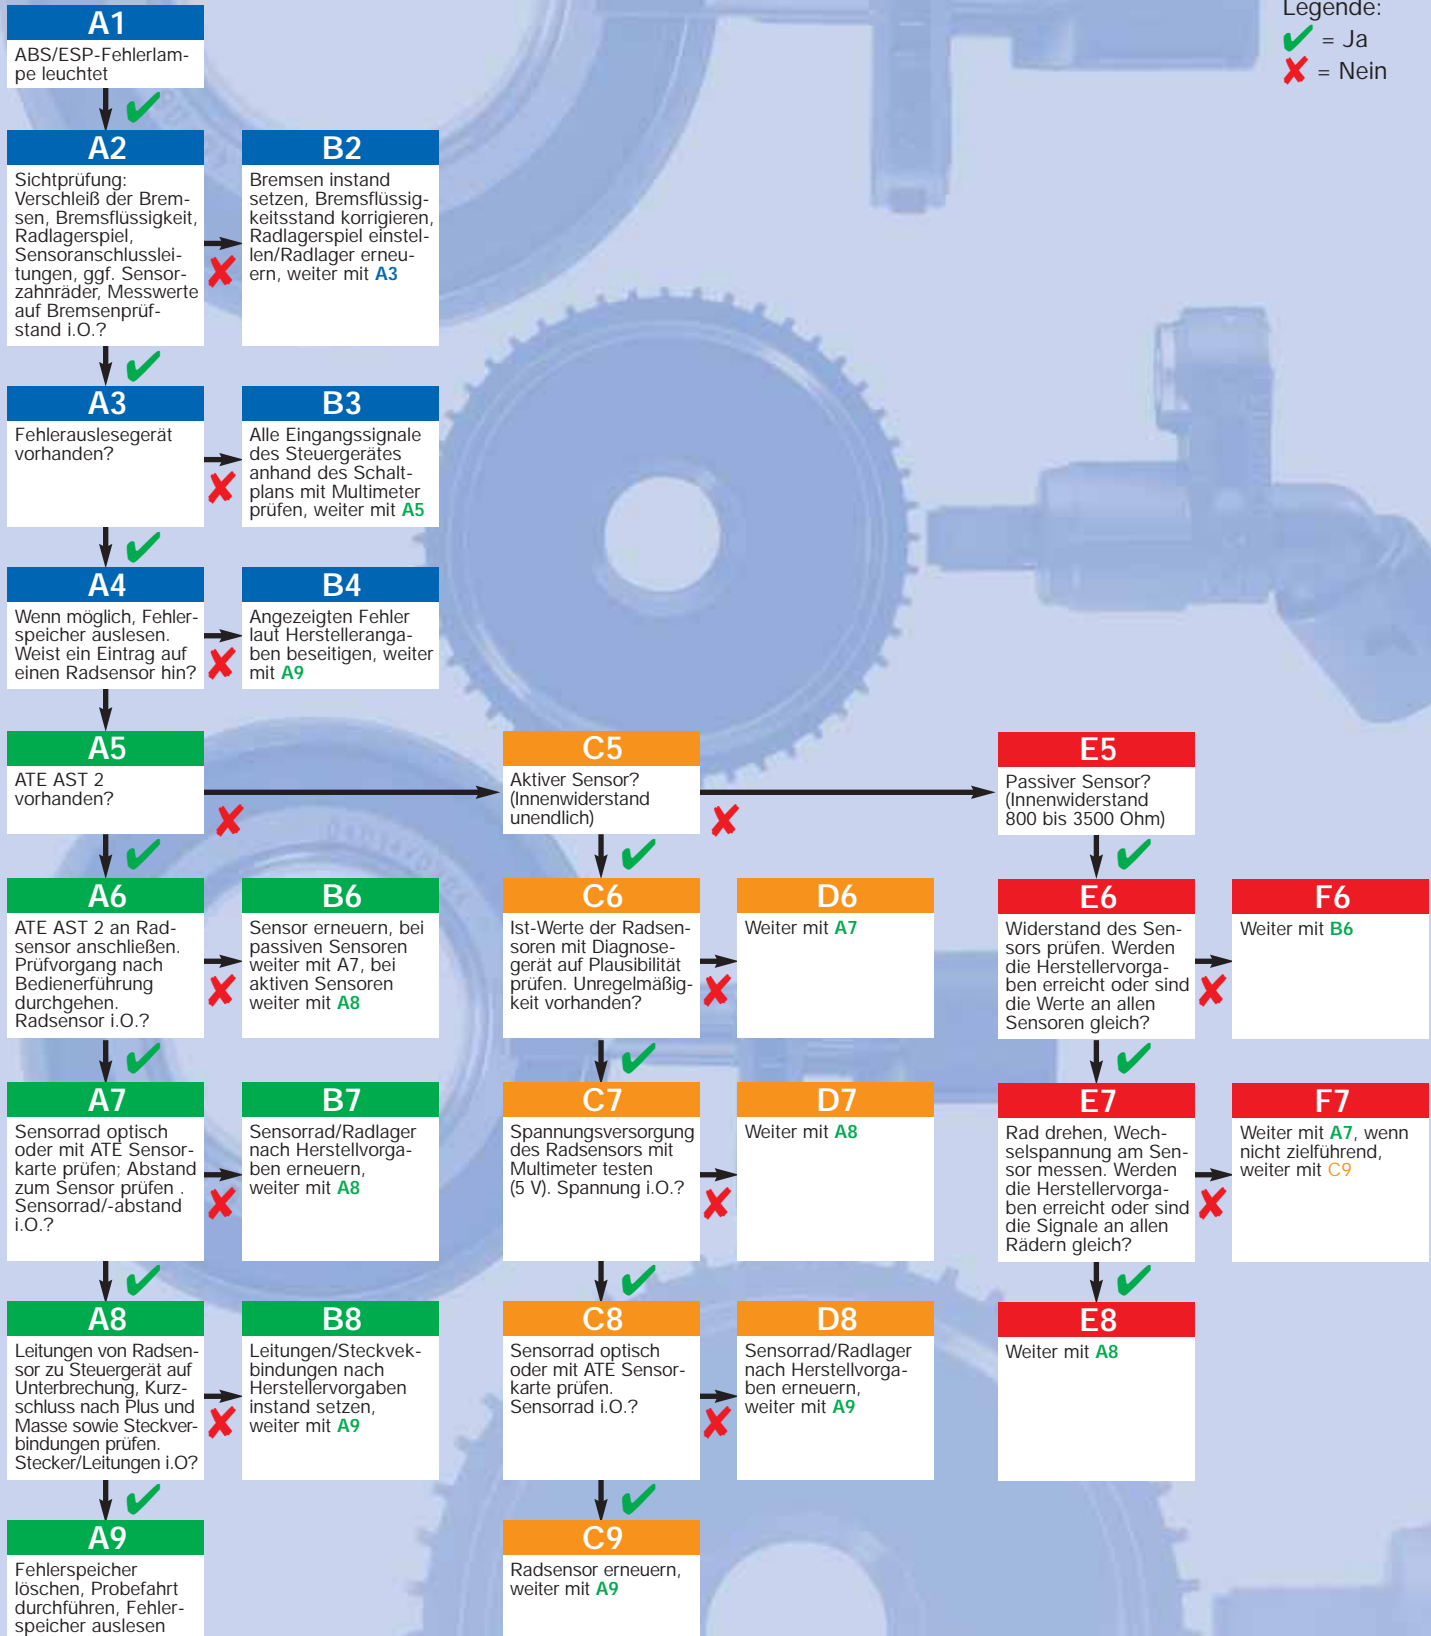 Legende:
✔ = Ja
✘ = Nein
A1
ABS/ESP-Fehlerlam-
pe leuchtet
A2
Sichtprüfung:
Verschleiß der Brem-
sen, Bremsflüssigkeit,
Radlagerspiel,
Sensoranschlusslei-
tungen, ggf. Sensor-
zahnräder, Messwerte
auf Bremsenprüf-
stand i.O.?
B2
Bremsen instand
setzen, Bremsflüssig-
keitsstand korrigieren,
Radlagerspiel einstel-
len/Radlager erneu-
ern, weiter mit A3
A3
Fehlerauslesegerät
vorhanden?
B3
Alle Eingangssignale
des Steuergerätes
anhand des Schalt-
plans mit Multimeter
prüfen, weiter mit A5
A4
Wenn möglich, Fehler-
speicher auslesen.
Weist ein Eintrag auf
einen Radsensor hin?
B4
Angezeigten Fehler
laut Herstelleranga-
ben beseitigen, weiter
mit A9
A5
ATE AST 2
vorhanden?
C5
Aktiver Sensor?
(Innenwiderstand
unendlich)
E5
Passiver Sensor?
(Innenwiderstand
800 bis 3500 Ohm)
A6
ATE AST 2 an Rad-
sensor anschließen.
Prüfvorgang nach
Bedienerführung
durchgehen.
Radsensor i.O.?
B6
Sensor erneuern, bei
passiven Sensoren
weiter mit A7, bei
aktiven Sensoren
weiter mit A8
C6
Ist-Werte der Radsen-
soren mit Diagnose-
gerät auf Plausibilität
prüfen. Unregelmäßig-
keit vorhanden?
D6
Weiter mit A7
E6
Widerstand des Sen-
sors prüfen. Werden
die Herstellervorga-
ben erreicht oder sind
die Werte an allen
Sensoren gleich?
F6
Weiter mit B6
A7
Sensorrad optisch
oder mit ATE Sensor-
karte prüfen; Abstand
zum Sensor prüfen .
Sensorrad/-abstand
i.O.?
B7
Sensorrad/Radlager
nach Herstellvorga-
ben erneuern,
weiter mit A8
C7
Spannungsversorgung
des Radsensors mit
Multimeter testen
(5 V). Spannung i.O.?
D7
Weiter mit A8
E7
Rad drehen, Wech-
selspannung am Sen-
sor messen. Werden
die Herstellervorga-
ben erreicht oder sind
die Signale an allen
Rädern gleich?
F7
Weiter mit A7, wenn
nicht zielführend,
weiter mit C9
A8
Leitungen von Radsen-
sor zu Steuergerät auf
Unterbrechung, Kurz-
schluss nach Plus und
Masse sowie Steckver-
bindungen prüfen.
Stecker/Leitungen i.O?
B8
Leitungen/Steckvek-
bindungen nach
Herstellervorgaben
instand setzen,
weiter mit A9
C8
Sensorrad optisch
oder mit ATE Sensor-
karte prüfen.
Sensorrad i.O.?
D8
Sensorrad/Radlager
nach Herstellvorga-
ben erneuern,
weiter mit A9
E8
Weiter mit A8
A9
Fehlerspeicher
löschen, Probefahrt
durchführen, Fehler-
speicher auslesen
C9
Radsensor erneuern,
weiter mit A9